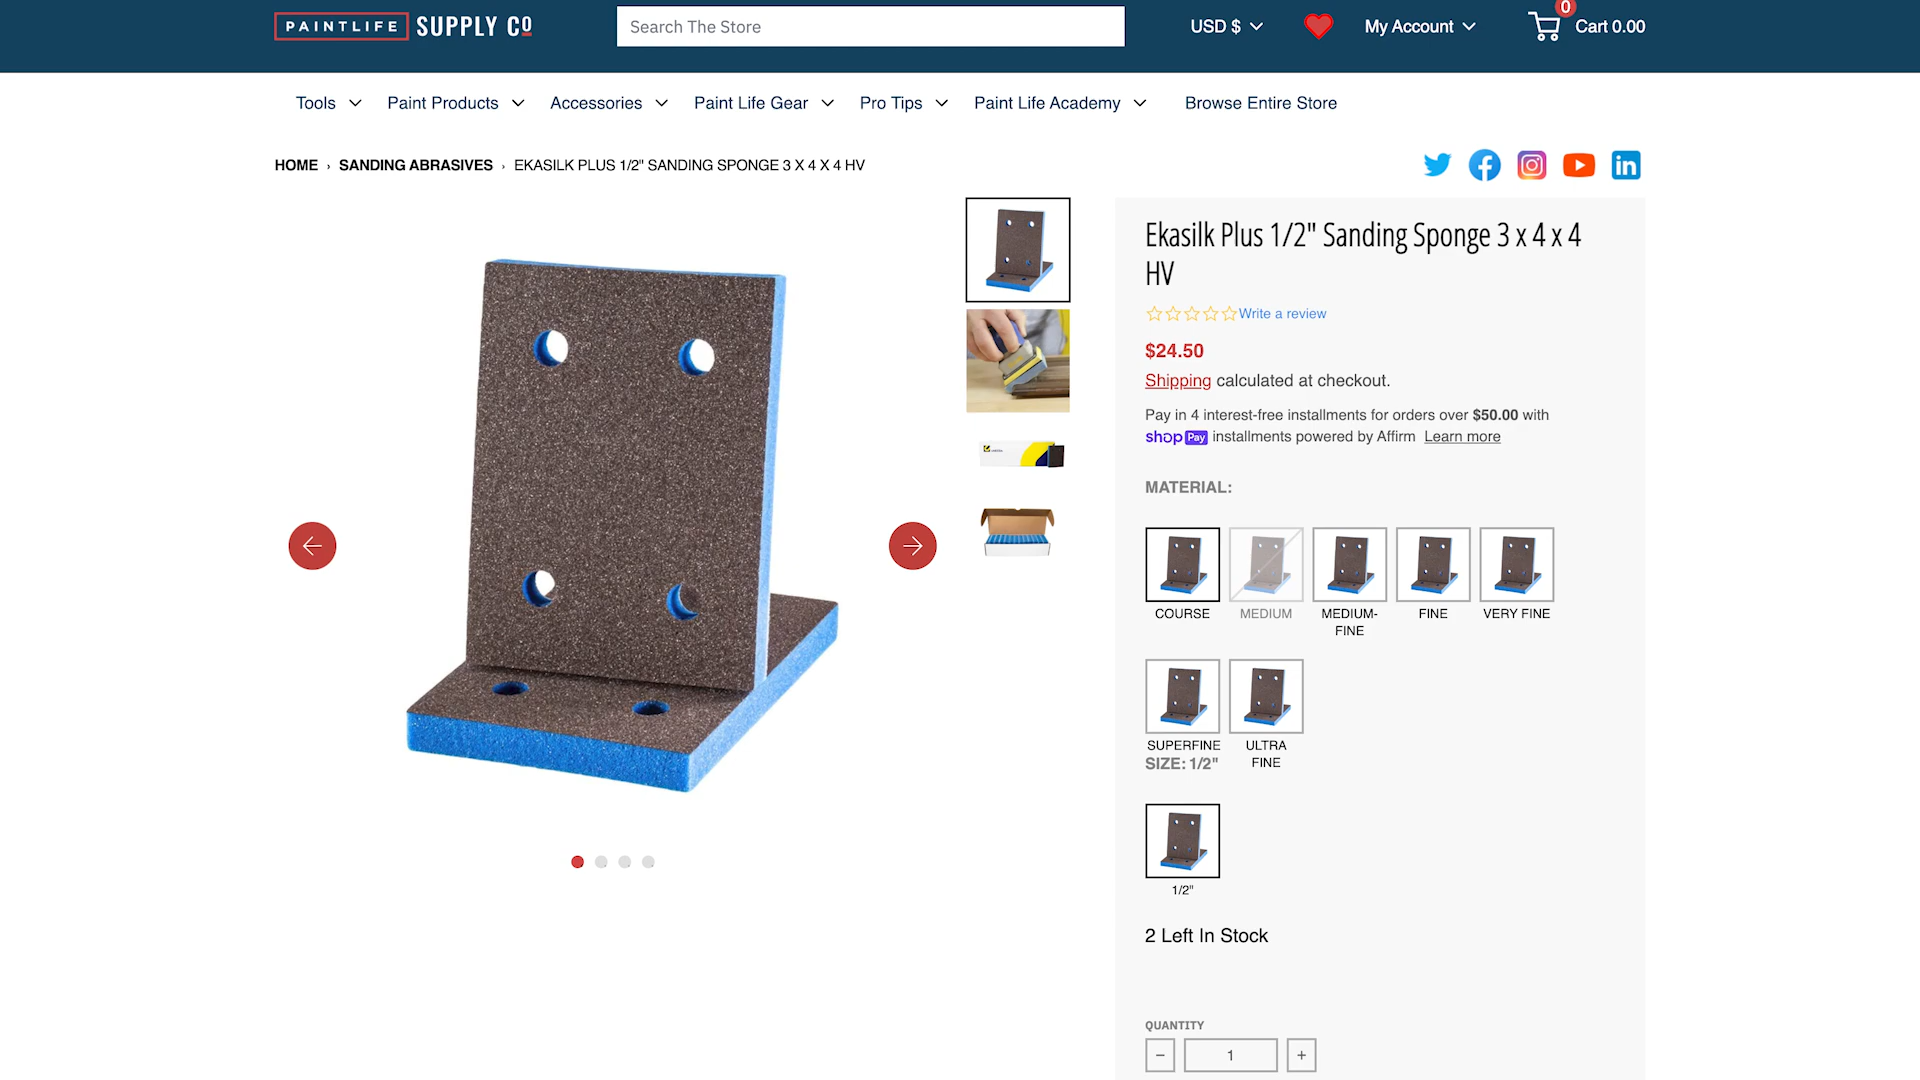 PAINTLIFE SUPPLY CO
Search The Store
USD $
My Account
0
Cart 0.00
Tools
Paint Products
Accessories
Paint Life Gear
Pro Tips
Paint Life Academy
Browse Entire Store
HOME › SANDING ABRASIVES › EKASILK PLUS 1/2" SANDING SPONGE 3 X 4 X 4 HV
Ekasilk Plus 1/2" Sanding Sponge 3 x 4 x 4
HV
Write a review
$24.50
Shipping calculated at checkout.
Pay in 4 interest-free installments for orders over $50.00 with
shop Pay installments powered by Affirm Learn more
MATERIAL:
COURSE
MEDIUM
MEDIUM-
FINE
FINE
VERY FINE
SUPERFINE
ULTRA
FINE
SIZE: 1/2"
1/2"
2 Left In Stock
QUANTITY
− 1 +